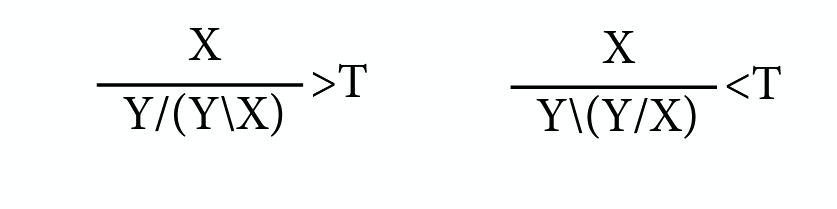 X X
Y/(Y\X) >T Y\(Y/X) <T